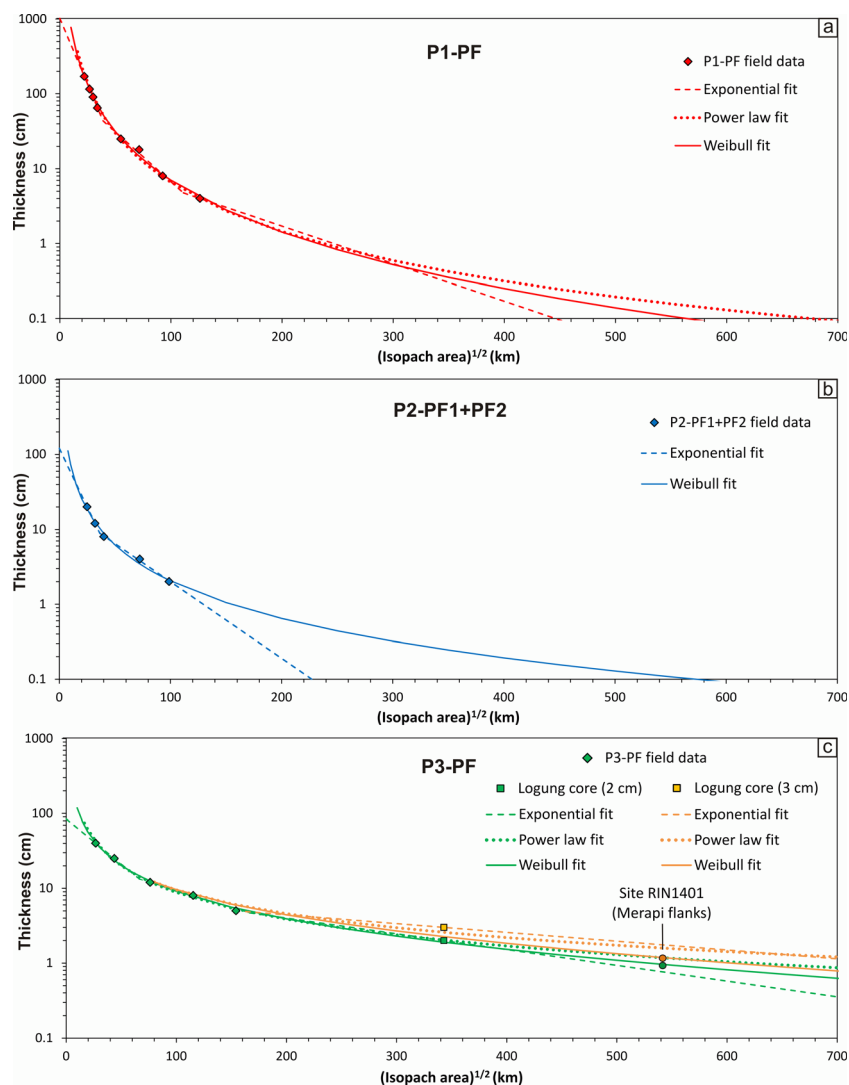 a
P1-PF
1000
100
10
1
0.1
Thickness (cm)
P1-PF field data
Exponential fit
Power law fit
Weibull fit
0 100 200 300 400 500 600 700
(Isopach area)1/2 (km)
b
P2-PF1+PF2
1000
100
10
1
0.1
Thickness (cm)
P2-PF1+PF2 field data
Exponential fit
Weibull fit
0 100 200 300 400 500 600 700
(Isopach area)1/2 (km)
c
P3-PF
1000
100
10
1
0.1
Thickness (cm)
P3-PF field data
Logung core (2 cm) Logung core (3 cm)
Exponential fit Exponential fit
Power law fit Power law fit
Weibull fit Weibull fit
Site RIN1401
(Merapi flanks)
0 100 200 300 400 500 600 700
(Isopach area)1/2 (km)